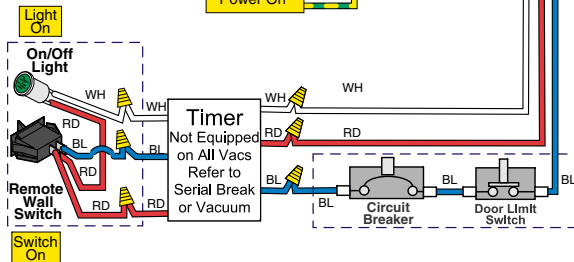 Power On
Light
On
On/Off
Light
WH
WH
WH
WH
RD
BL
BL
RD
RD
RD
Timer
Not Equipped
on All Vacs
Refer to
Serial Break
or Vacuum
RD
RD
BL
BL
BL
BL
Remote
Wall
Switch
Circuit
Breaker
Door LImIt
SwItch
Switch
On